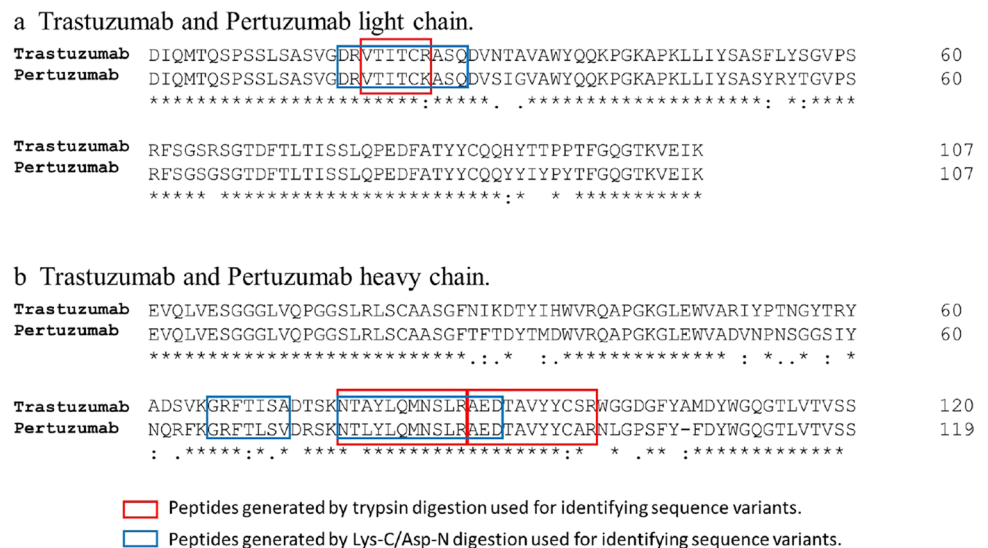 a Trastuzumab and Pertuzumab light chain.
Trastuzumab DIQMTQSPSSLSASVGDRVTITCRASQDVNTAVAWYQQKPGKAPKLLIYSASFLYSGVPS 60
Pertuzumab DIQMTQSPSSLSASVGDRVTITCKASQDVSIGVAWYQQKPGKAPKLLIYSASYRYTGVPS 60
***********************:*****. .*********************: *:****
Trastuzumab RFSGSRSGTDFTLTISSLQPEDFATYYCQQHYTTPPTFGQGTKVEIK 107
Pertuzumab RFSGSGSGTDFTLTISSLQPEDFATYYCQQYYIYPYTFGQGTKVEIK 107
***** ************************:* * ***********
b Trastuzumab and Pertuzumab heavy chain.
Trastuzumab EVQLVESGGGLVQPGGSLRLSCAASGFNIKDTYIHWVRQAPGKGLEWVARIYPTNGYTRY 60
Pertuzumab EVQLVESGGGLVQPGGSLRLSCAASGFTFTDYTMDWVRQAPGKGLEWVADVNPNSGGSIY 60
***************************.:.* :.************** : *..* : *
Trastuzumab ADSVKGRFTISADTSKNTAYLQMNSLRAEDTAVYYCSRWGGDGFYAMDYWGQGTLVTVSS 120
Pertuzumab NQRFKGRFTLSVDRSKNTLYLQMNSLRAEDTAVYYCARNLGPSFY-FDYWGQGTLVTVSS 119
: .*****:*.* **** *****************:* * .** :*************
Peptides generated by trypsin digestion used for identifying sequence variants.
Peptides generated by Lys-C/Asp-N digestion used for identifying sequence variants.